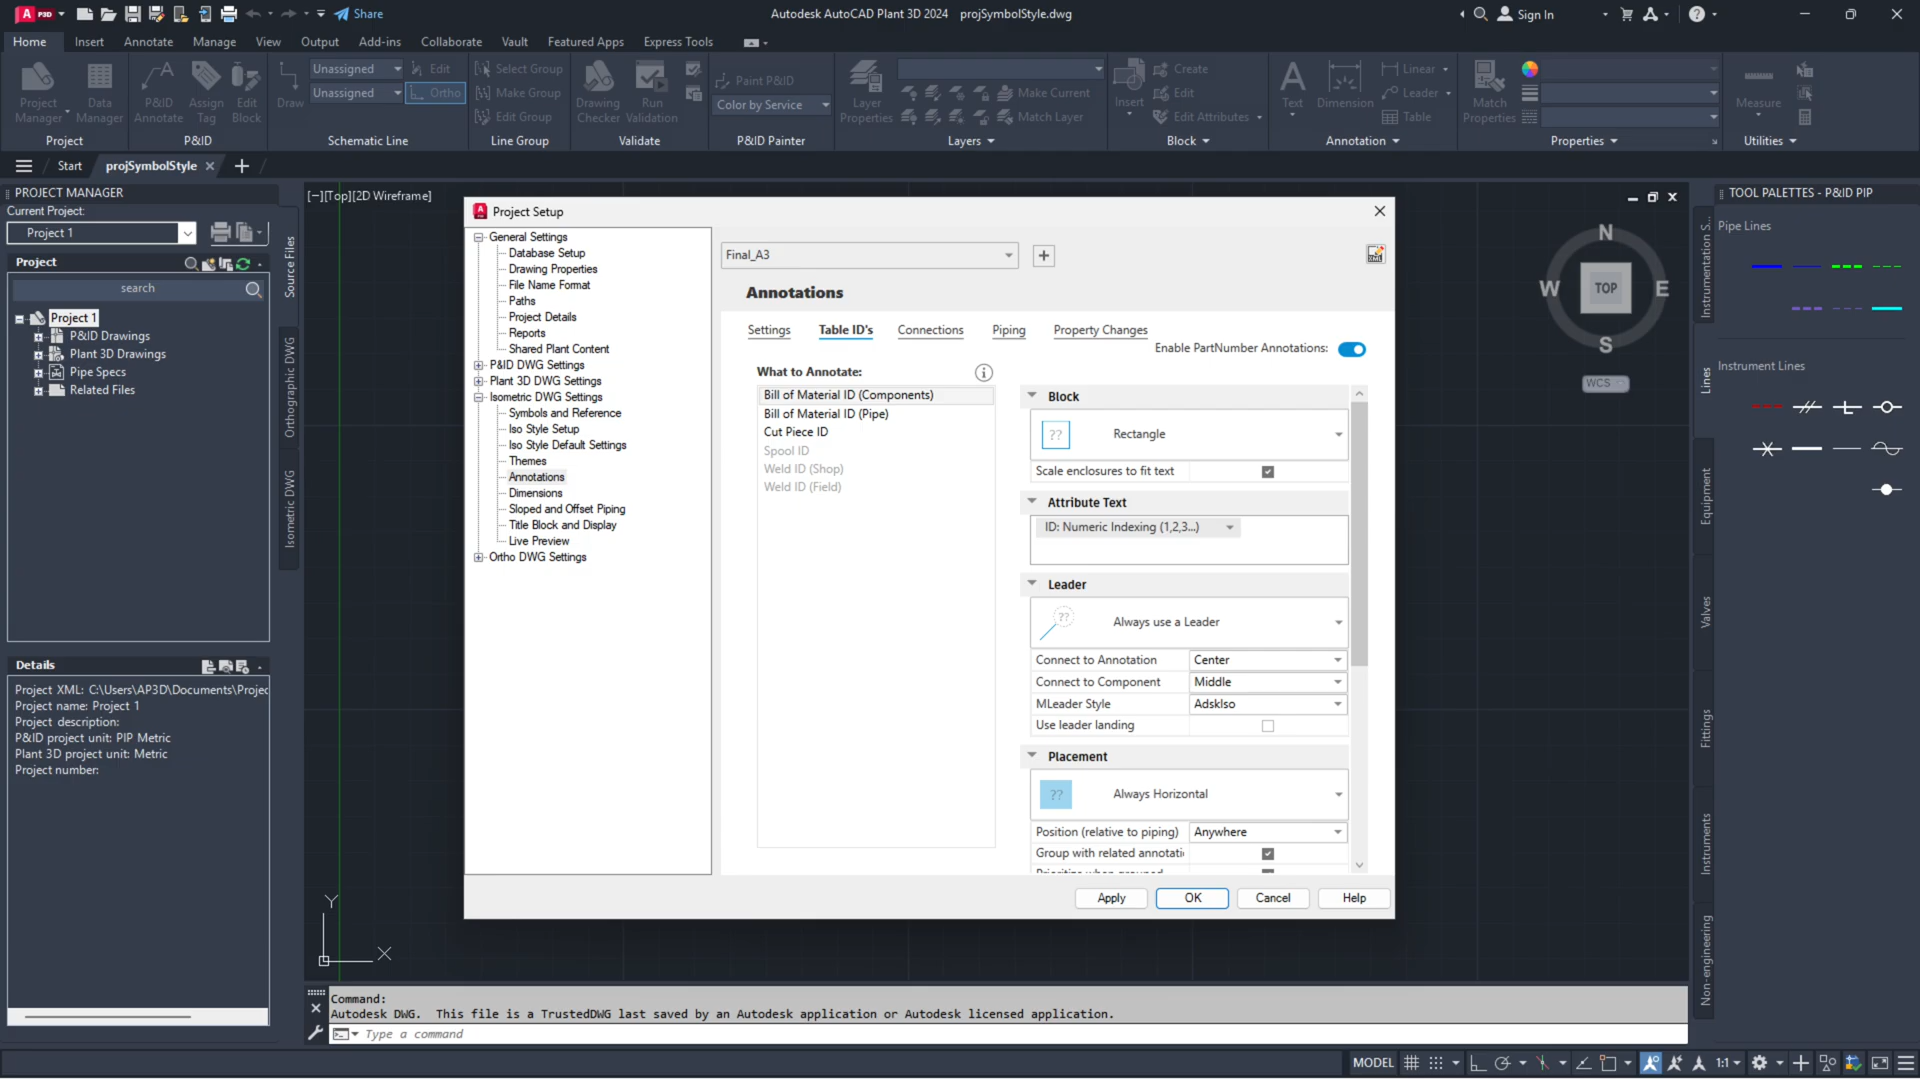 P3D
Share
Autodesk AutoCAD Plant 3D 2024 projSymbolStyle.dwg
Sign In
Home Insert Annotate Manage View Output Add-ins Collaborate Vault Featured Apps Express Tools
Project Manager
Data Manager
Project
P&ID Annotate
Assign Tag
Edit Block
P&ID
Draw
Unassigned
Unassigned
Edit
Ortho
Schematic Line
Select Group
Make Group
Edit Group
Line Group
Drawing Checker
Run Validation
Validate
Paint P&ID
Color by Service
P&ID Painter
Layer Properties
Make Current
Match Layer
Layers
Insert
Create
Edit
Edit Attributes
Block
Text
Dimension
Linear
Leader
Table
Annotation
Match Properties
Properties
Measure
Utilities
Start
projSymbolStyle
PROJECT MANAGER
Current Project:
Project 1
Project
search
Project 1
P&ID Drawings
Plant 3D Drawings
Pipe Specs
Related Files
Source Files
Orthographic DWG
Isometric DWG
Details
Project XML: C:\Users\AP3D\Documents\Projec
Project name: Project 1
Project description:
P&ID project unit: PIP Metric
Plant 3D project unit: Metric
Project number:
[−][Top][2D Wireframe]
Project Setup
General Settings
Database Setup
Drawing Properties
File Name Format
Paths
Project Details
Reports
Shared Plant Content
P&ID DWG Settings
Plant 3D DWG Settings
Isometric DWG Settings
Symbols and Reference
Iso Style Setup
Iso Style Default Settings
Themes
Annotations
Dimensions
Sloped and Offset Piping
Title Block and Display
Live Preview
Ortho DWG Settings
Final_A3
Annotations
Settings Table ID's Connections Piping Property Changes
Enable PartNumber Annotations:
What to Annotate:
Bill of Material ID (Components)
Bill of Material ID (Pipe)
Cut Piece ID
Spool ID
Weld ID (Shop)
Weld ID (Field)
Block
??
Rectangle
Scale enclosures to fit text
Attribute Text
ID: Numeric Indexing (1,2,3...)
Leader
??
Always use a Leader
Connect to Annotation Center
Connect to Component Middle
MLeader Style AdskIso
Use leader landing
Placement
??
Always Horizontal
Position (relative to piping) Anywhere
Group with related annotati
Prioritize when grouped
Apply OK Cancel Help
N
W TOP E
S
WCS
Y
X
TOOL PALETTES - P&ID PIP
Pipe Lines
Instrument Lines
Instrumentation S...
Lines
Equipment
Valves
Fittings
Instruments
Non-engineering
Command:
Autodesk DWG. This file is a TrustedDWG last saved by an Autodesk application or Autodesk licensed application.
Type a command
MODEL
1:1